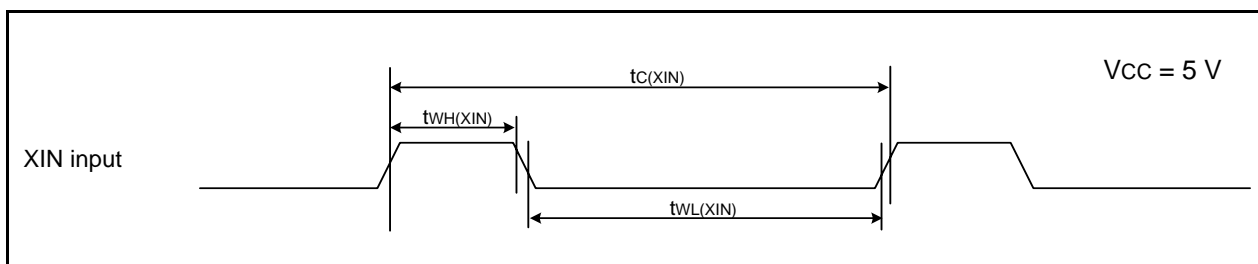 VCC = 5 V
tC(XIN)
tWH(XIN)
XIN input
tWL(XIN)